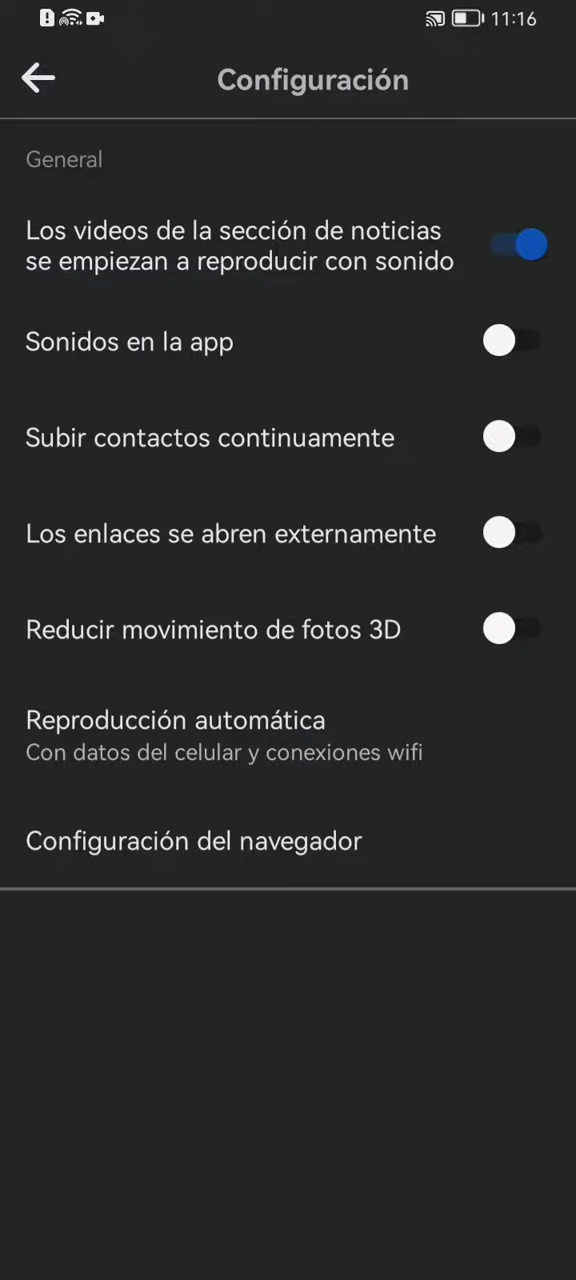 11:16
Configuración
General
Los videos de la sección de noticias
se empiezan a reproducir con sonido
Sonidos en la app
Subir contactos continuamente
Los enlaces se abren externamente
Reducir movimiento de fotos 3D
Reproducción automática
Con datos del celular y conexiones wifi
Configuración del navegador